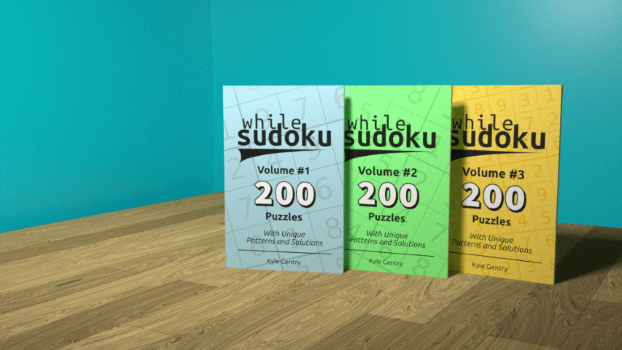 while
sudoku
Volume #1
200
Puzzles
With Unique
Patterns and Solutions
Kyle Gentry
while
sudoku
Volume #2
200
Puzzles
With Unique
Patterns and Solutions
Kyle Gentry
while
sudoku
Volume #3
200
Puzzles
With Unique
Patterns and Solutions
Kyle Gentry